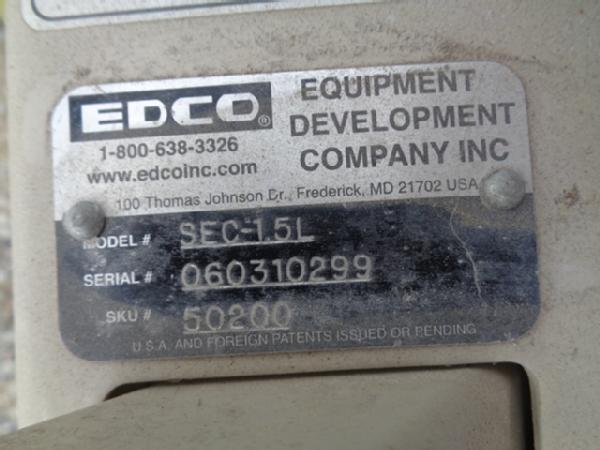 EDCO®
EQUIPMENT
DEVELOPMENT
COMPANY INC
1-800-638-3326
www.edcoinc.com
100 Thomas Johnson Dr., Frederick, MD 21702 USA
MODEL # SEC-1.5L
SERIAL # 060310299
SKU # 50200
U.S.A. AND FOREIGN PATENTS ISSUED OR PENDING